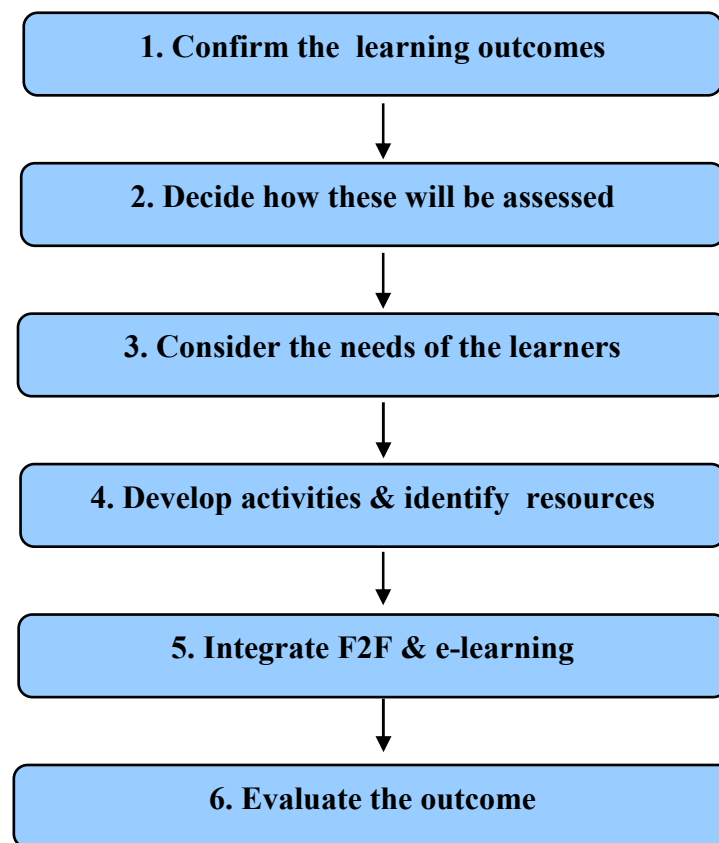 1. Confirm the learning outcomes
2. Decide how these will be assessed
3. Consider the needs of the learners
4. Develop activities & identify resources
5. Integrate F2F & e-learning
6. Evaluate the outcome